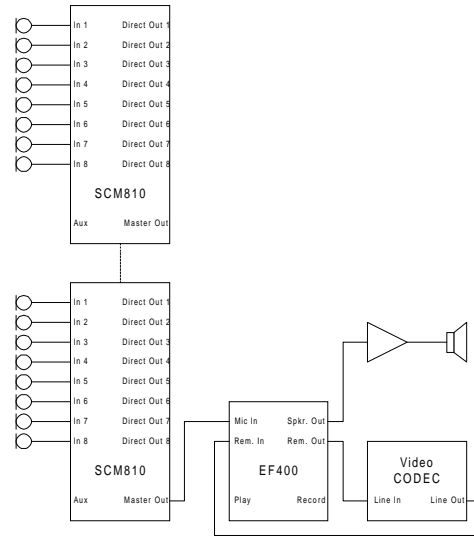 In 1 Direct Out 1
In 2 Direct Out 2
In 3 Direct Out 3
In 4 Direct Out 4
In 5 Direct Out 5
In 6 Direct Out 6
In 7 Direct Out 7
In 8 Direct Out 8
SCM810
Aux Master Out
In 1 Direct Out 1
In 2 Direct Out 2
In 3 Direct Out 3
In 4 Direct Out 4
In 5 Direct Out 5
In 6 Direct Out 6
In 7 Direct Out 7
In 8 Direct Out 8
SCM810
Aux Master Out
Mic In Spkr. Out
Rem. In Rem. Out
EF400
Play Record
Video
CODEC
Line In Line Out